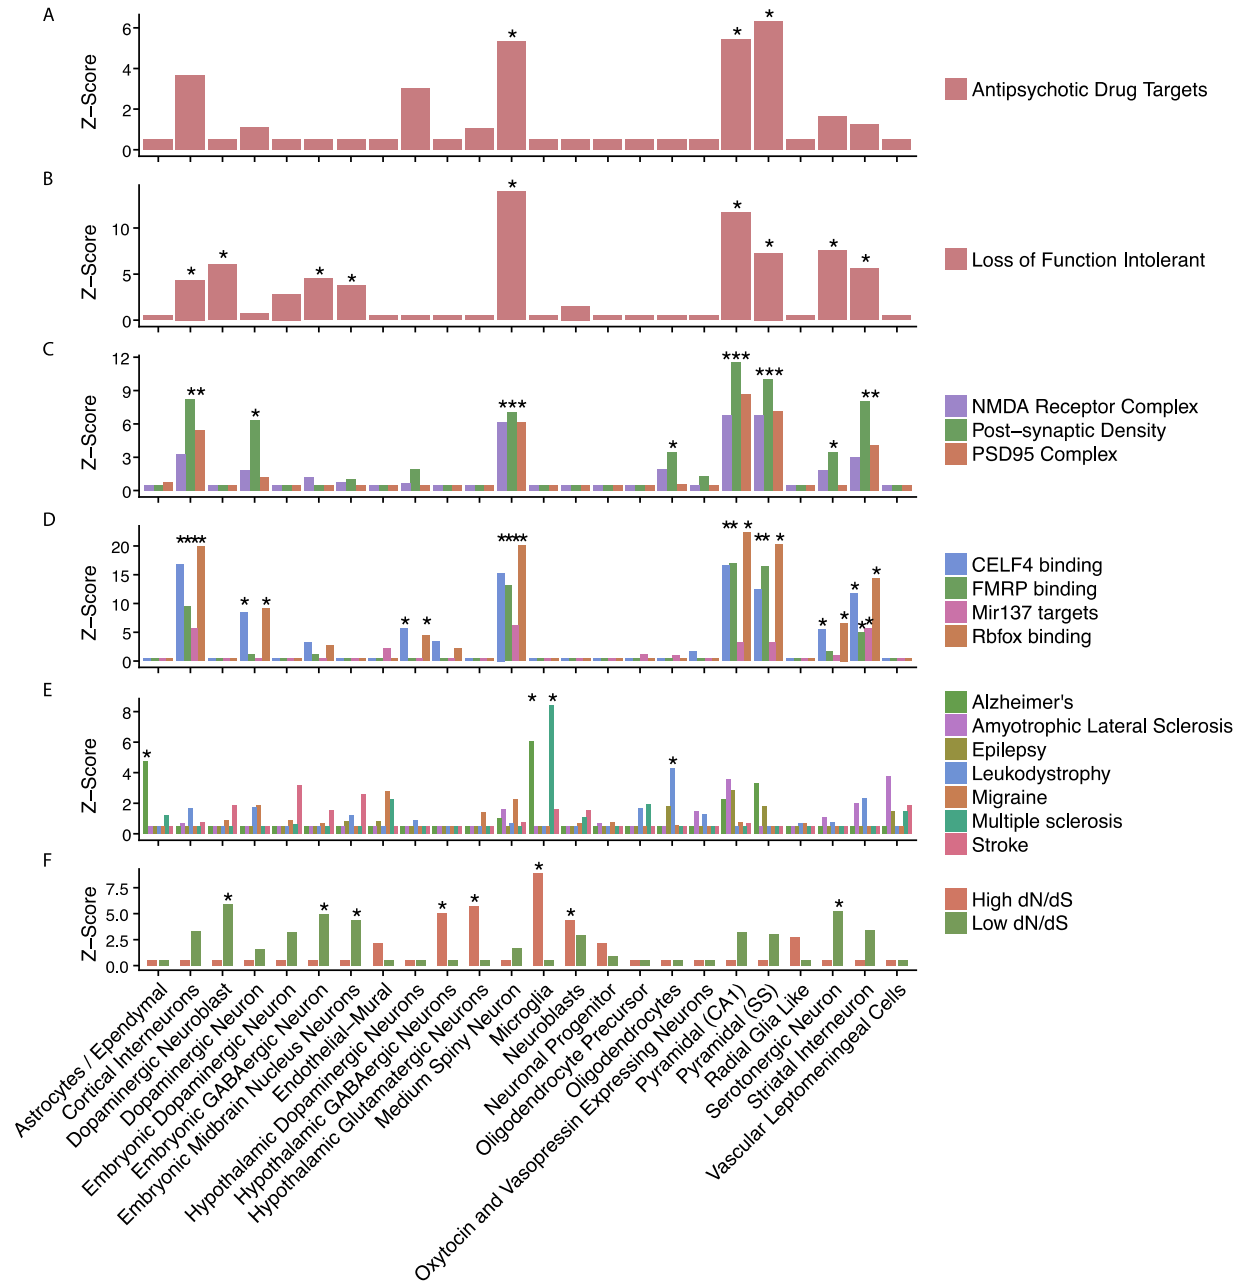 A
Z−Score
6
4
2
0
*
*
*
Antipsychotic Drug Targets
B
Z−Score
10
5
0
*
*
*
*
*
*
*
*
*
Loss of Function Intolerant
C
Z−Score
12
9
6
3
0
**
*
***
*
***
***
*
**
NMDA Receptor Complex
Post−synaptic Density
PSD95 Complex
D
Z−Score
20
15
10
5
0
****
*
*
*
*
****
** *
** *
*
*
*
*
*
*
CELF4 binding
FMRP binding
Mir137 targets
Rbfox binding
E
Z−Score
8
6
4
2
0
*
*
*
*
Alzheimer's
Amyotrophic Lateral Sclerosis
Epilepsy
Leukodystrophy
Migraine
Multiple sclerosis
Stroke
F
Z−Score
7.5
5.0
2.5
0.0
*
*
*
*
*
*
*
*
High dN/dS
Low dN/dS
Astrocytes / Ependymal
Cortical Interneurons
Dopaminergic Neuroblast
Dopaminergic Neuron
Embryonic Dopaminergic Neuron
Embryonic GABAergic Neuron
Embryonic Midbrain Nucleus Neurons
Endothelial−Mural
Hypothalamic Dopaminergic Neurons
Hypothalamic GABAergic Neurons
Hypothalamic Glutamatergic Neurons
Medium Spiny Neuron
Microglia
Neuroblasts
Neuronal Progenitor
Oligodendrocyte Precursor
Oligodendrocytes
Oxytocin and Vasopressin Expressing Neurons
Pyramidal (CA1)
Pyramidal (SS)
Radial Glia Like
Serotonergic Neuron
Striatal Interneuron
Vascular Leptomeningeal Cells